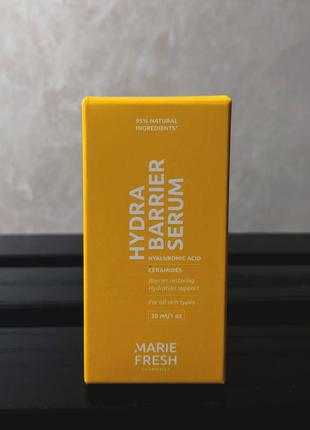 95% NATURAL
INGREDIENTS*
HYDRA
BARRIER
SERUM
HYALURONIC ACID
CERAMIDES
Barrier restoring
Hydration support
For all skin types
30 ml/1 oz
MARIE
FRESH
COSMETICS